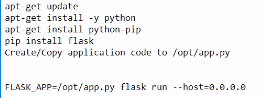 apt-get update
apt-get install -y python
apt-get install python-pip
pip install flask
Create/Copy application code to /opt/app.py
FLASK_APP=/opt/app.py flask run --host=0.0.0.0